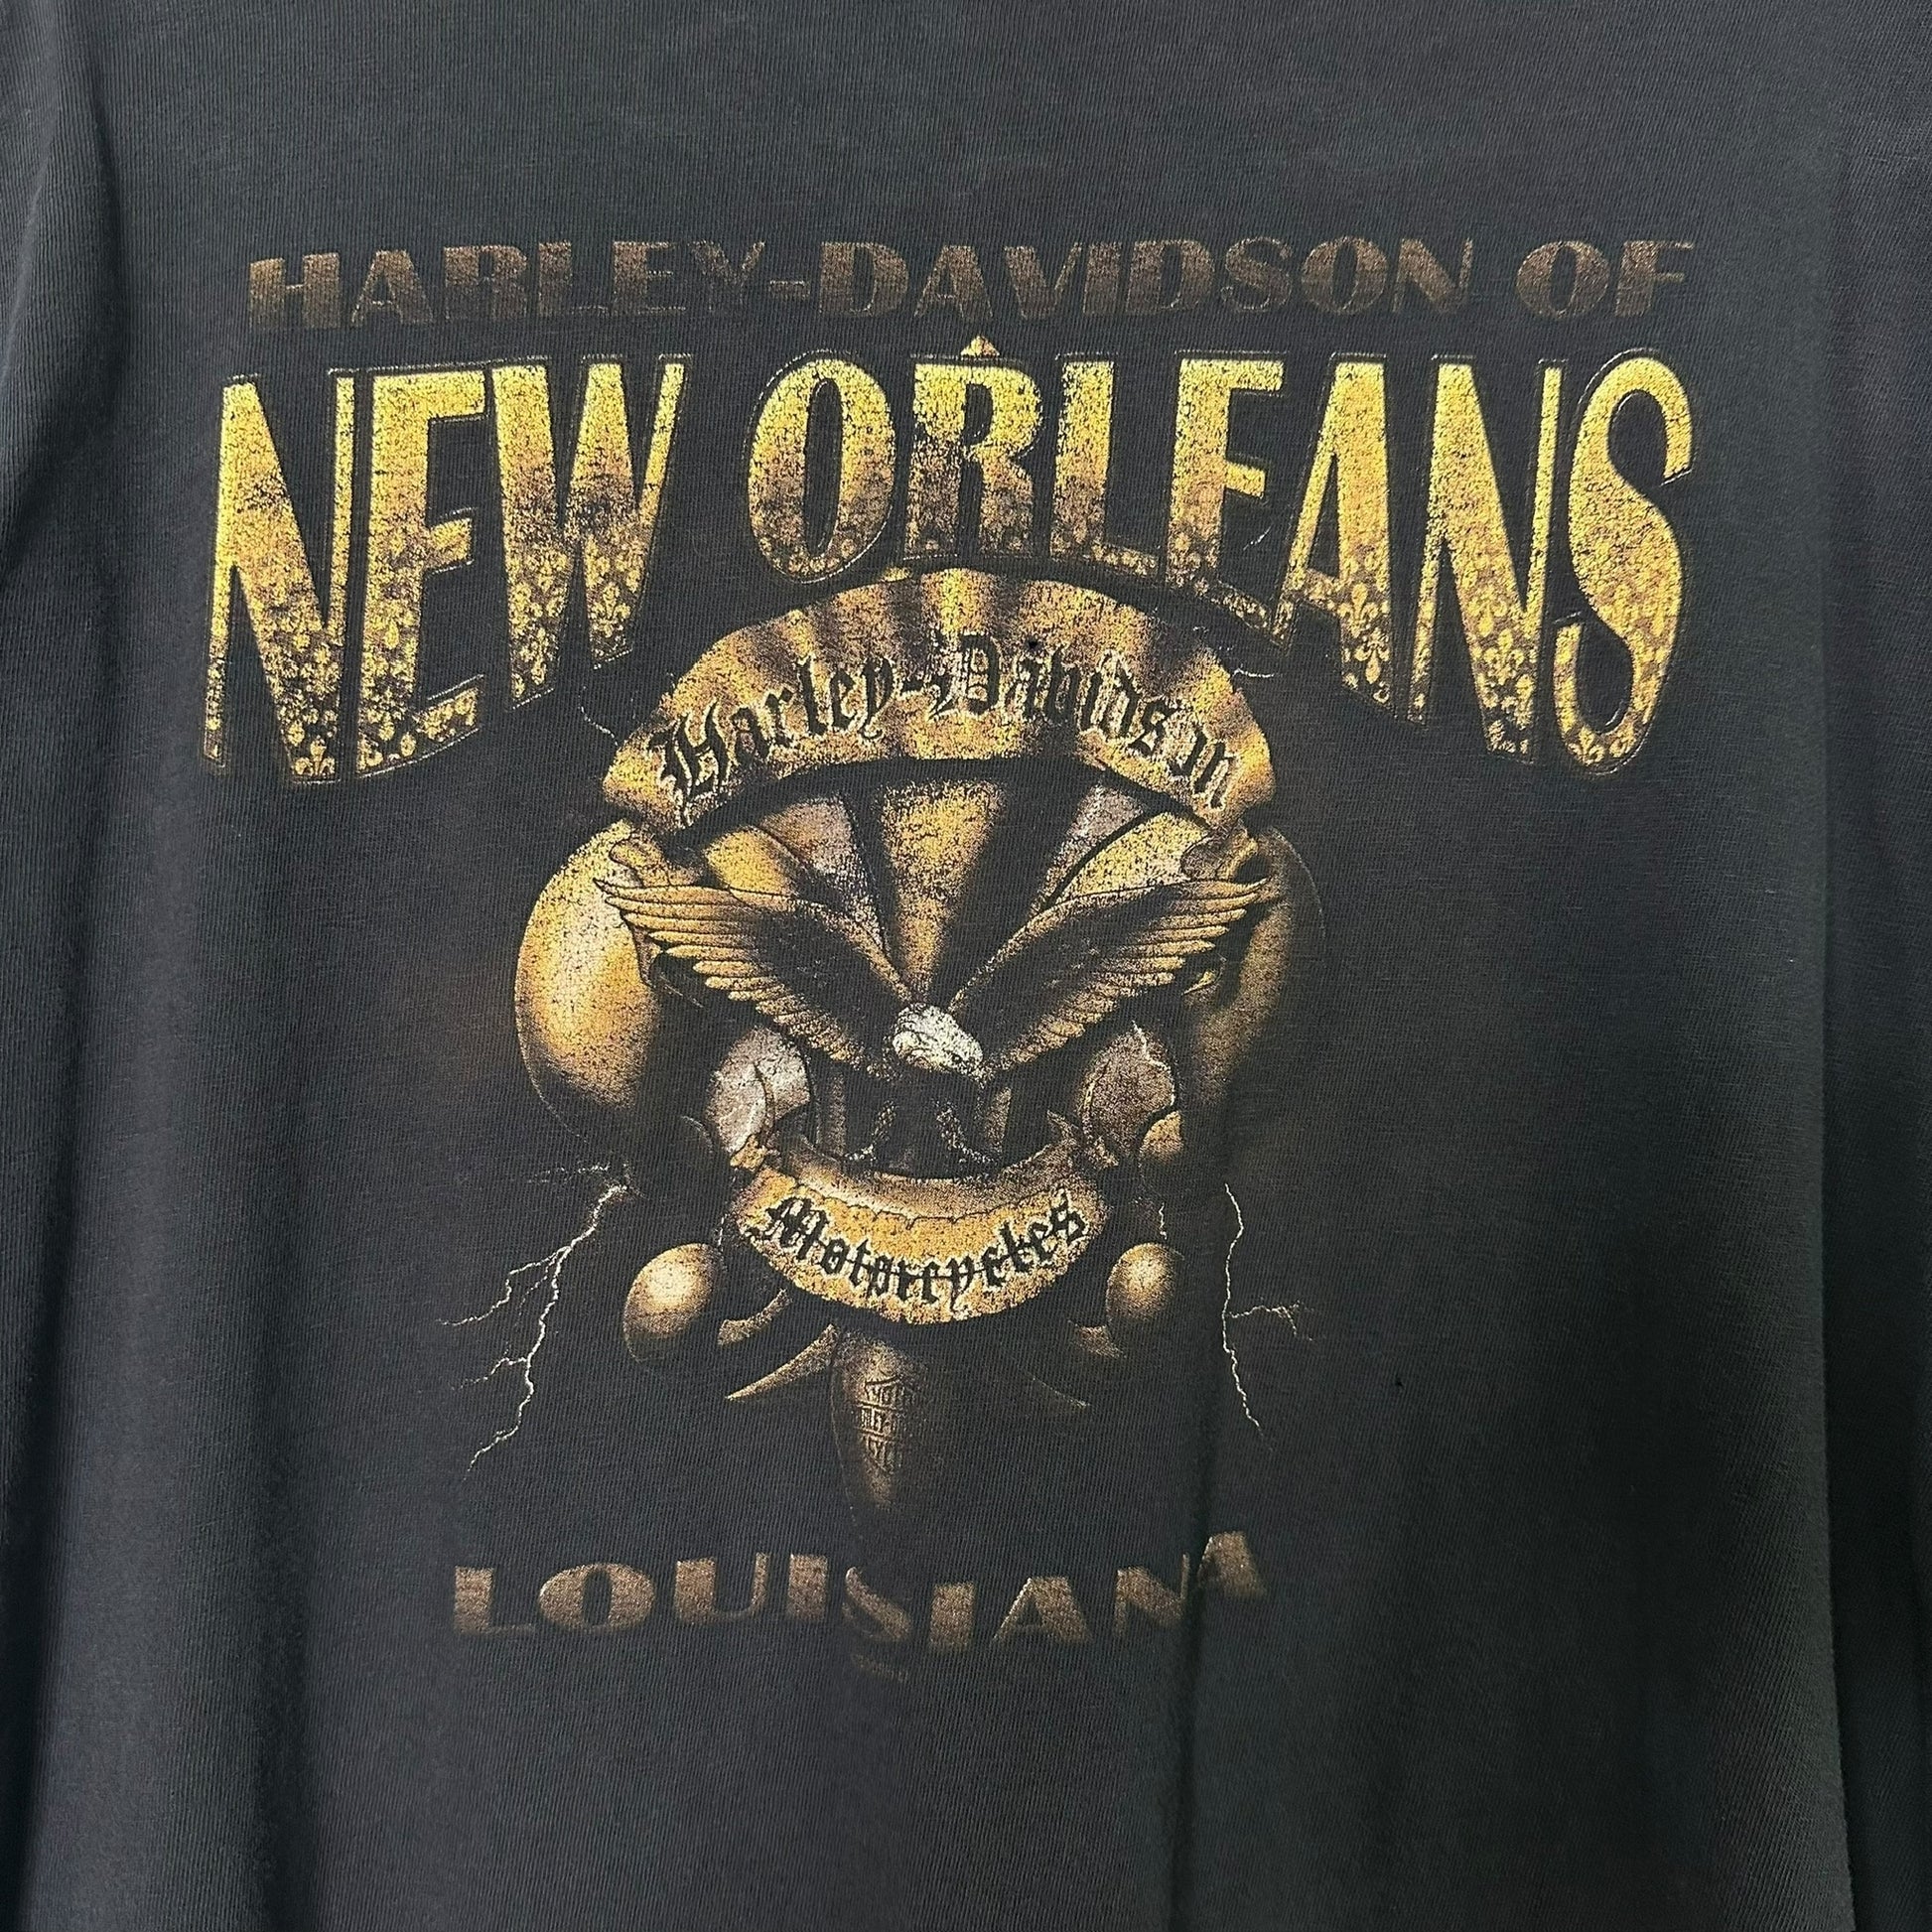 HARLEY-DAVIDSON OF
NEW ORLEANS
Harley-Davidson
Motorcycles
LOUISIANA